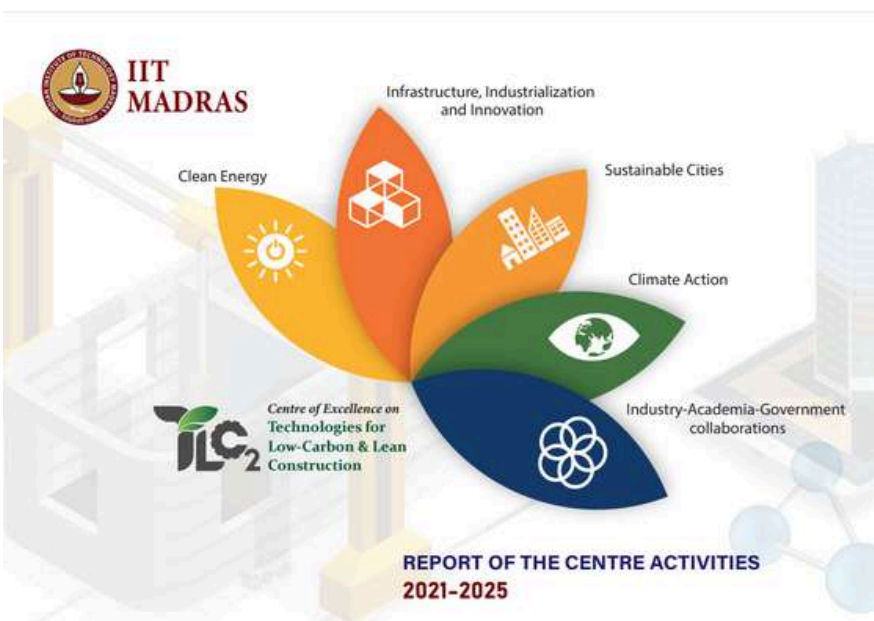 IIT
MADRAS
Infrastructure, Industrialization
and Innovation
Clean Energy
Sustainable Cities
Climate Action
Industry-Academia-Government
collaborations
TLC2
Centre of Excellence on
Technologies for
Low-Carbon & Lean
Construction
REPORT OF THE CENTRE ACTIVITIES
2021-2025